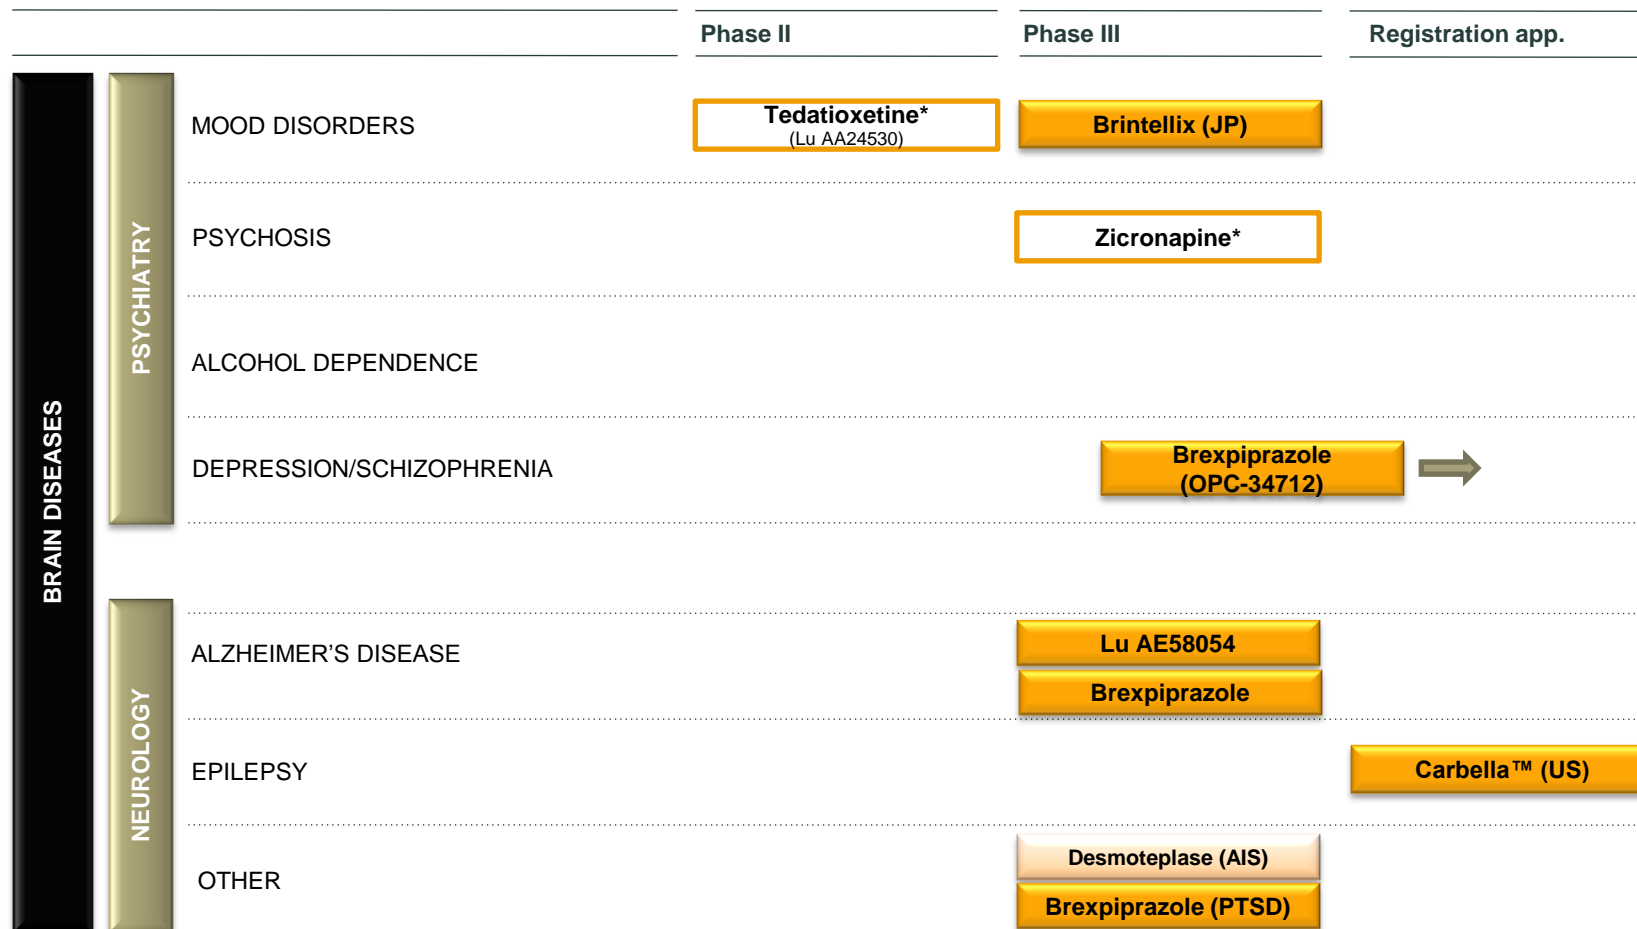 Phase II
Phase III
Registration app.
BRAIN DISEASES
PSYCHIATRY
MOOD DISORDERS
Tedatioxetine*
(Lu AA24530)
Brintellix (JP)
PSYCHOSIS
Zicronapine*
ALCOHOL DEPENDENCE
DEPRESSION/SCHIZOPHRENIA
Brexpiprazole
(OPC-34712)
NEUROLOGY
ALZHEIMER’S DISEASE
Lu AE58054
Brexpiprazole
EPILEPSY
Carbella™ (US)
OTHER
Desmoteplase (AIS)
Brexpiprazole (PTSD)